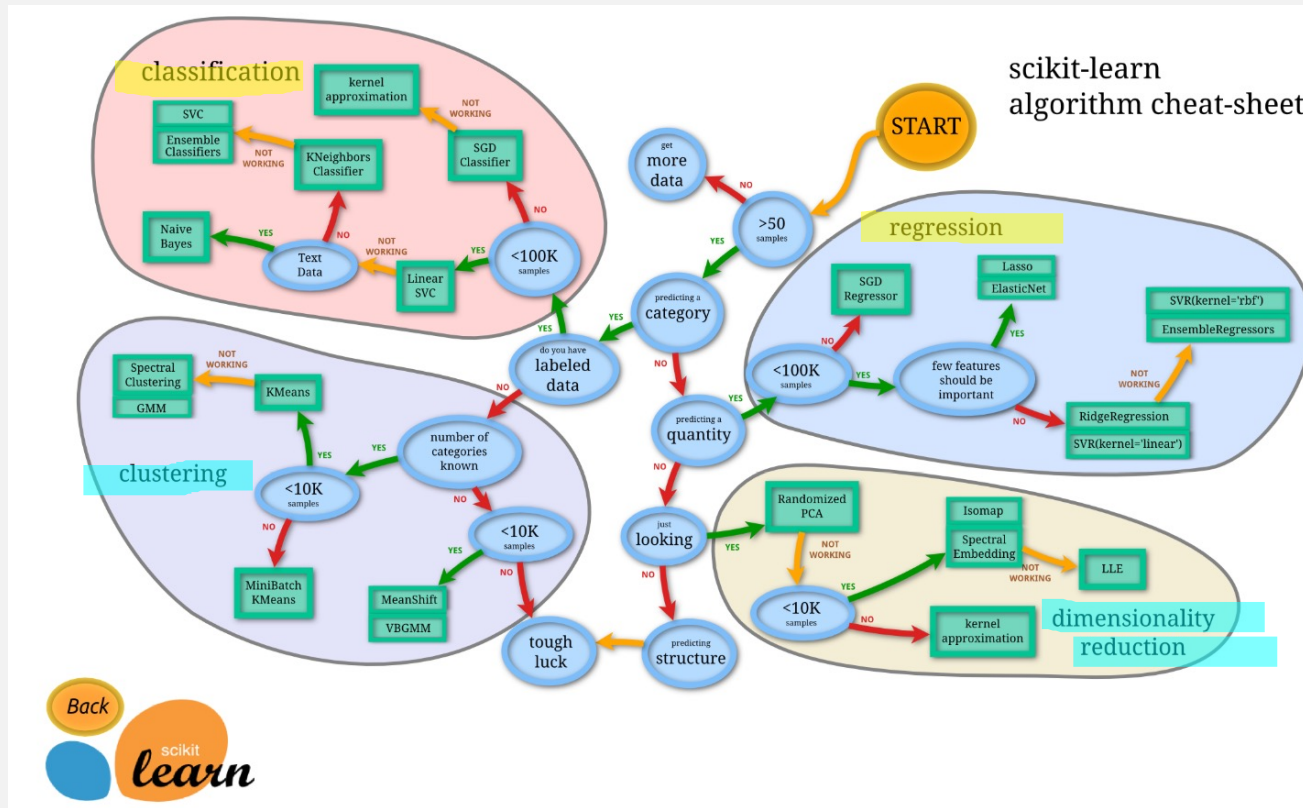 scikit-learn
algorithm cheat-sheet
START
get
more
data
NO
>50
samples
YES
predicting a
category
YES
NO
do you have
labeled
data
YES
NO
predicting a
quantity
YES
NO
just
looking
YES
NO
predicting
structure
tough
luck
classification
kernel
approximation
NOT
WORKING
SVC
Ensemble
Classifiers
NOT
WORKING
KNeighbors
Classifier
SGD
Classifier
NO
Naive
Bayes
YES
NO
Text
Data
NOT
WORKING
Linear
SVC
YES
<100K
samples
regression
SGD
Regressor
NO
<100K
samples
YES
Lasso
ElasticNet
YES
few features
should be
important
NO
SVR(kernel='rbf')
EnsembleRegressors
NOT
WORKING
RidgeRegression
SVR(kernel='linear')
clustering
Spectral
Clustering
GMM
NOT
WORKING
KMeans
YES
<10K
samples
NO
MiniBatch
KMeans
number of
categories
known
YES
NO
<10K
samples
YES
NO
MeanShift
VBGMM
dimensionality
reduction
Randomized
PCA
NOT
WORKING
<10K
samples
YES
NO
Isomap
Spectral
Embedding
NOT
WORKING
LLE
kernel
approximation
Back
scikit
learn